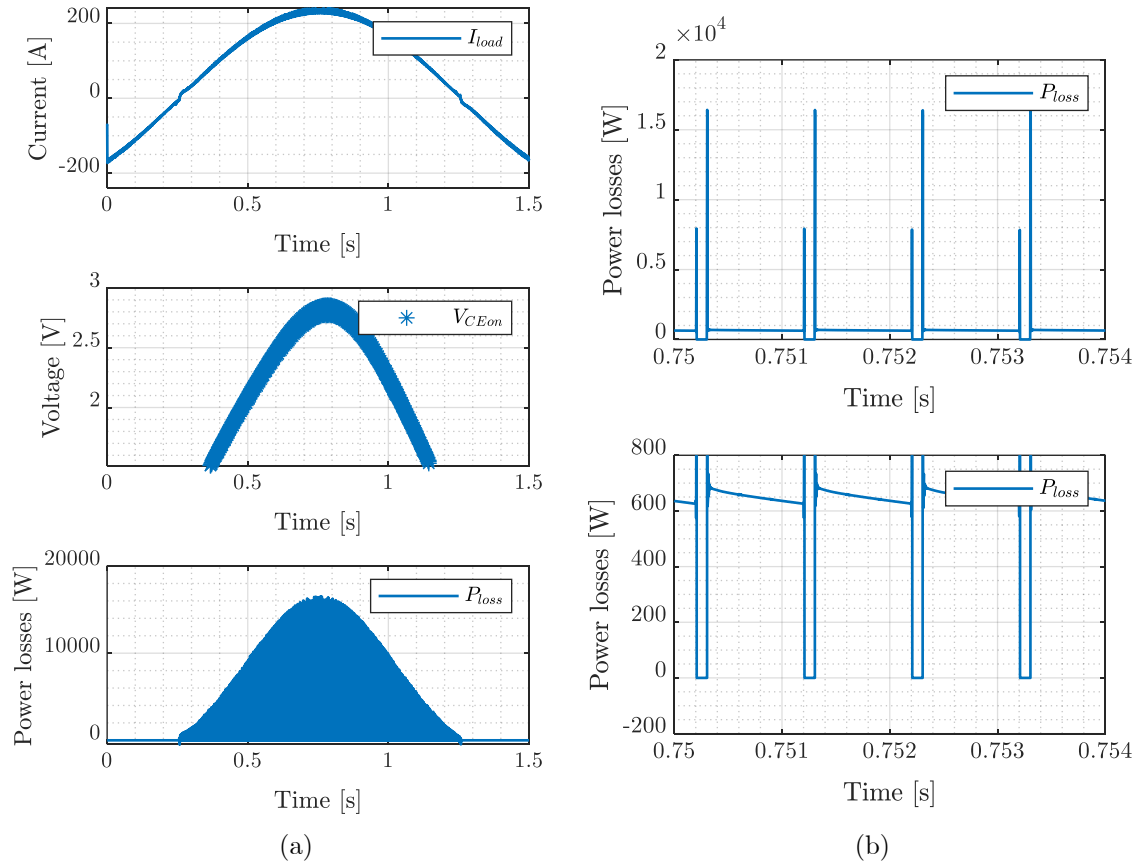 200
0
-200
Current [A]
I_load
0 0.5 1 1.5
Time [s]
3
2.5
2
Voltage [V]
V_CEon
0 0.5 1 1.5
Time [s]
20000
10000
0
Power losses [W]
P_loss
0 0.5 1 1.5
Time [s]
(a)
×10^4
2
1.5
1
0.5
0
Power losses [W]
P_loss
0.75 0.751 0.752 0.753 0.754
Time [s]
800
600
400
200
0
-200
Power losses [W]
P_loss
0.75 0.751 0.752 0.753 0.754
Time [s]
(b)